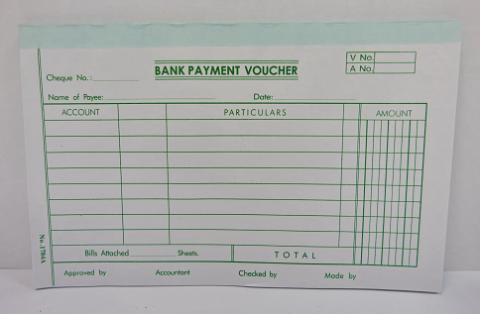 BANK PAYMENT VOUCHER
V No.
A No.
Cheque No.:
Name of Payee: Date:
ACCOUNT PARTICULARS AMOUNT
Bills Attached Sheets. TOTAL
Approved by Accountant Checked by Made by